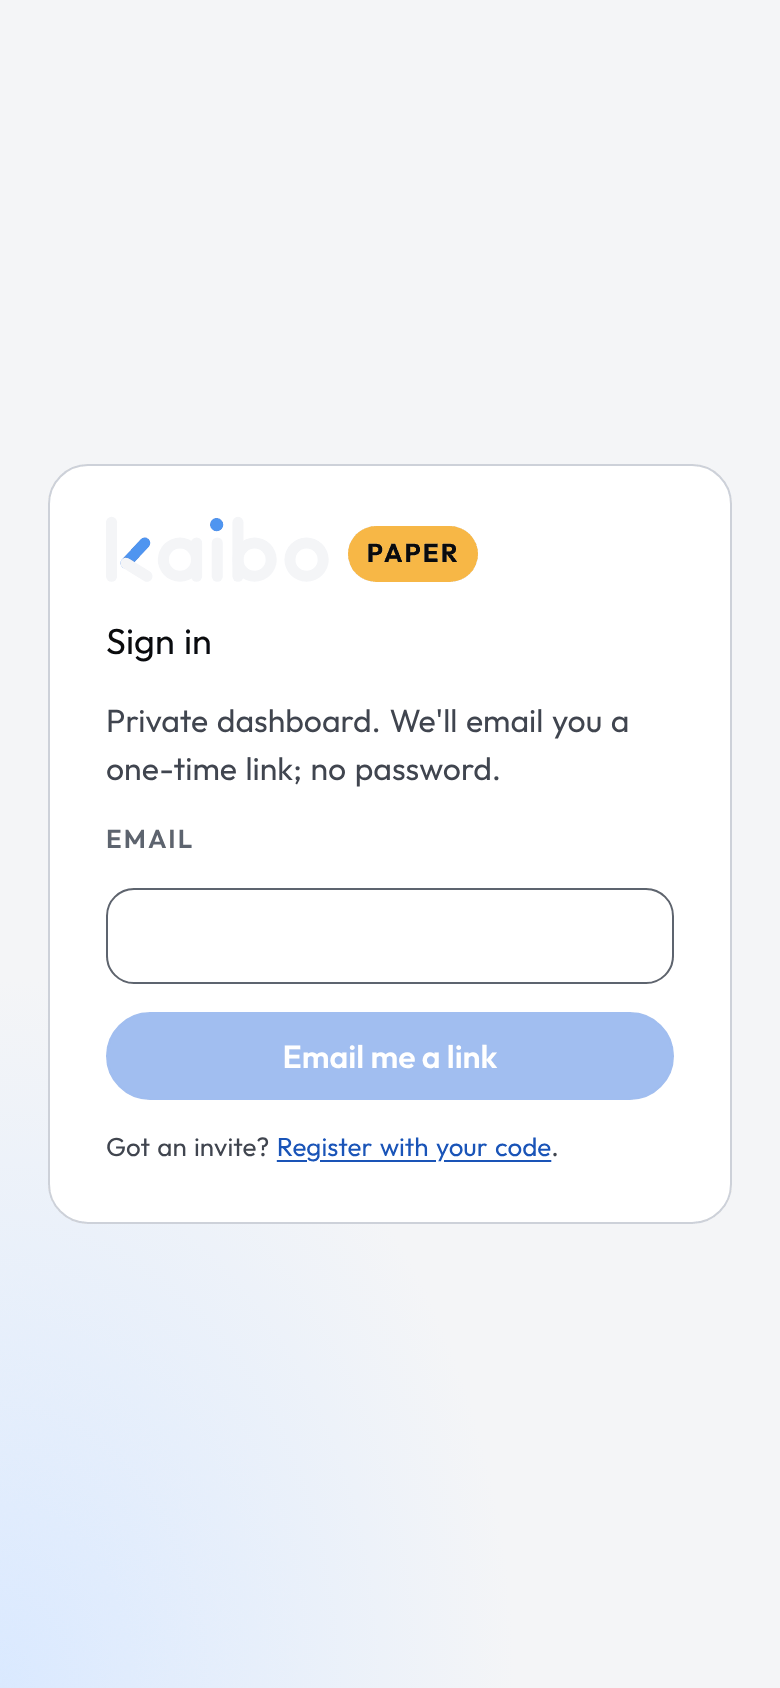 kaibo PAPER
Sign in
Private dashboard. We'll email you a
one-time link; no password.
EMAIL
Email me a link
Got an invite? Register with your code.